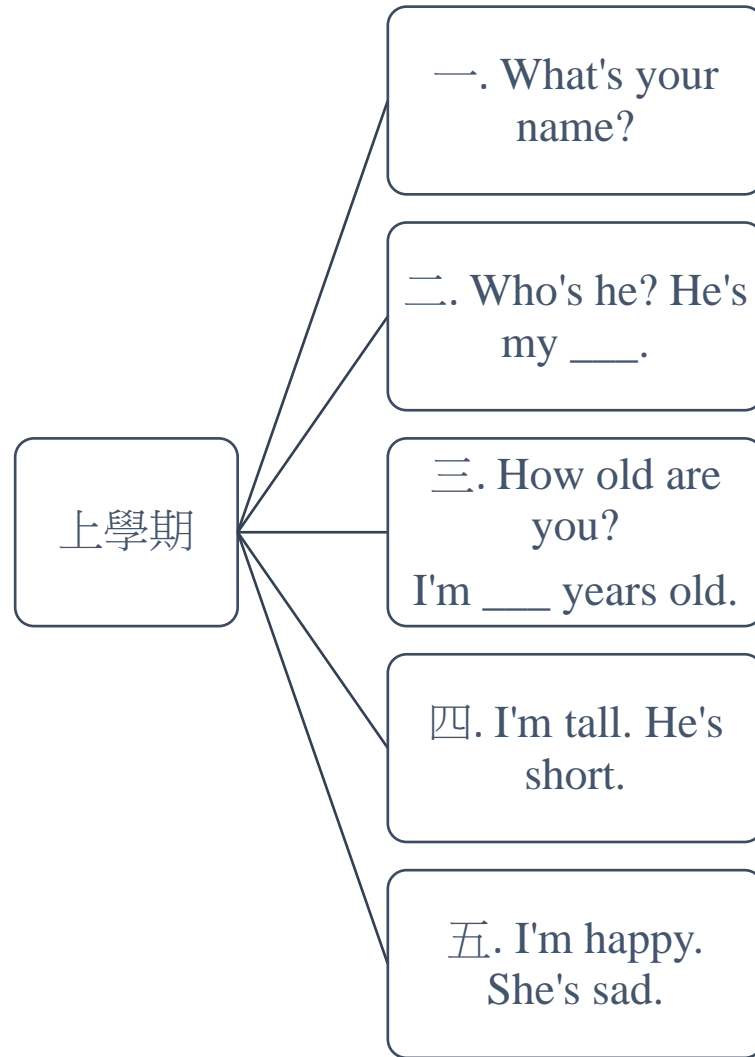 上學期
一. What's your
name?
二. Who's he? He's
my ___.
三. How old are
you?
I'm ___ years old.
四. I'm tall. He's
short.
五. I'm happy.
She's sad.